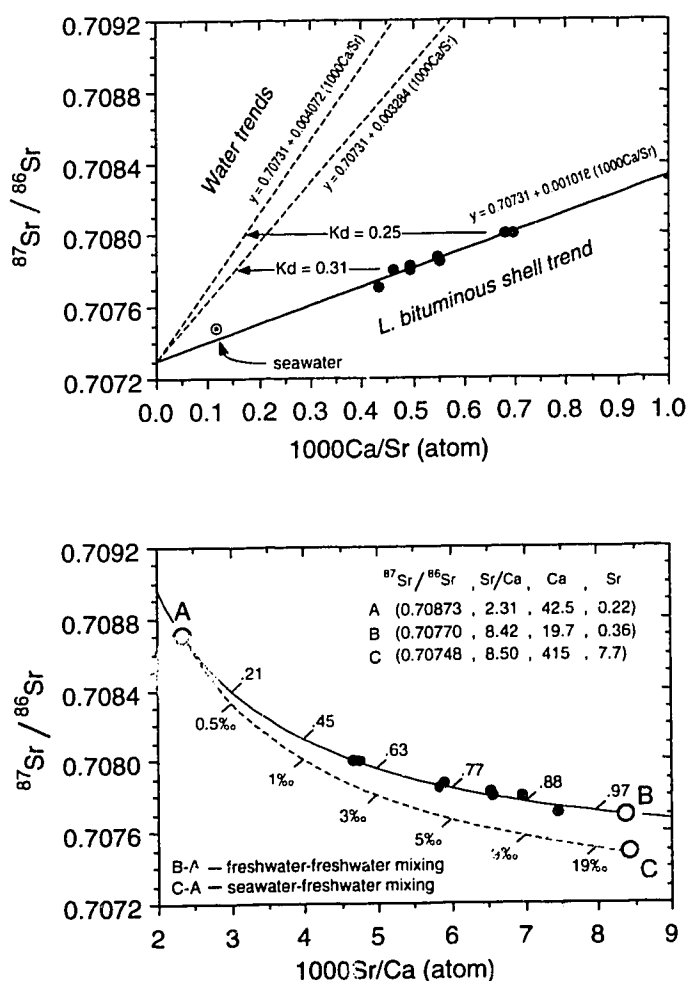 0.7092
0.7088
0.7084
0.7080
0.7076
0.7072
87Sr / 86Sr
Water trends
y = 0.70731 + 0.004072 (1000Ca/Sr)
y = 0.70731 + 0.003284 (1000Ca/Sr)
y = 0.70731 + 0.001018 (1000Ca/Sr)
Kd = 0.25
Kd = 0.31
L. bituminous shell trend
seawater
0.0 0.1 0.2 0.3 0.4 0.5 0.6 0.7 0.8 0.9 1.0
1000Ca/Sr (atom)
0.7092
0.7088
0.7084
0.7080
0.7076
0.7072
87Sr / 86Sr
87Sr / 86Sr , Sr/Ca , Ca , Sr
A (0.70873 , 2.31 , 42.5 , 0.22)
B (0.70770 , 8.42 , 19.7 , 0.36)
C (0.70748 , 8.50 , 415 , 7.7)
A
.21
.45
.63
.77
.88
.97
B
0.5‰
1‰
3‰
5‰
19‰
C
B-A – freshwater-freshwater mixing
C-A – seawater-freshwater mixing
2 3 4 5 6 7 8 9
1000Sr/Ca (atom)